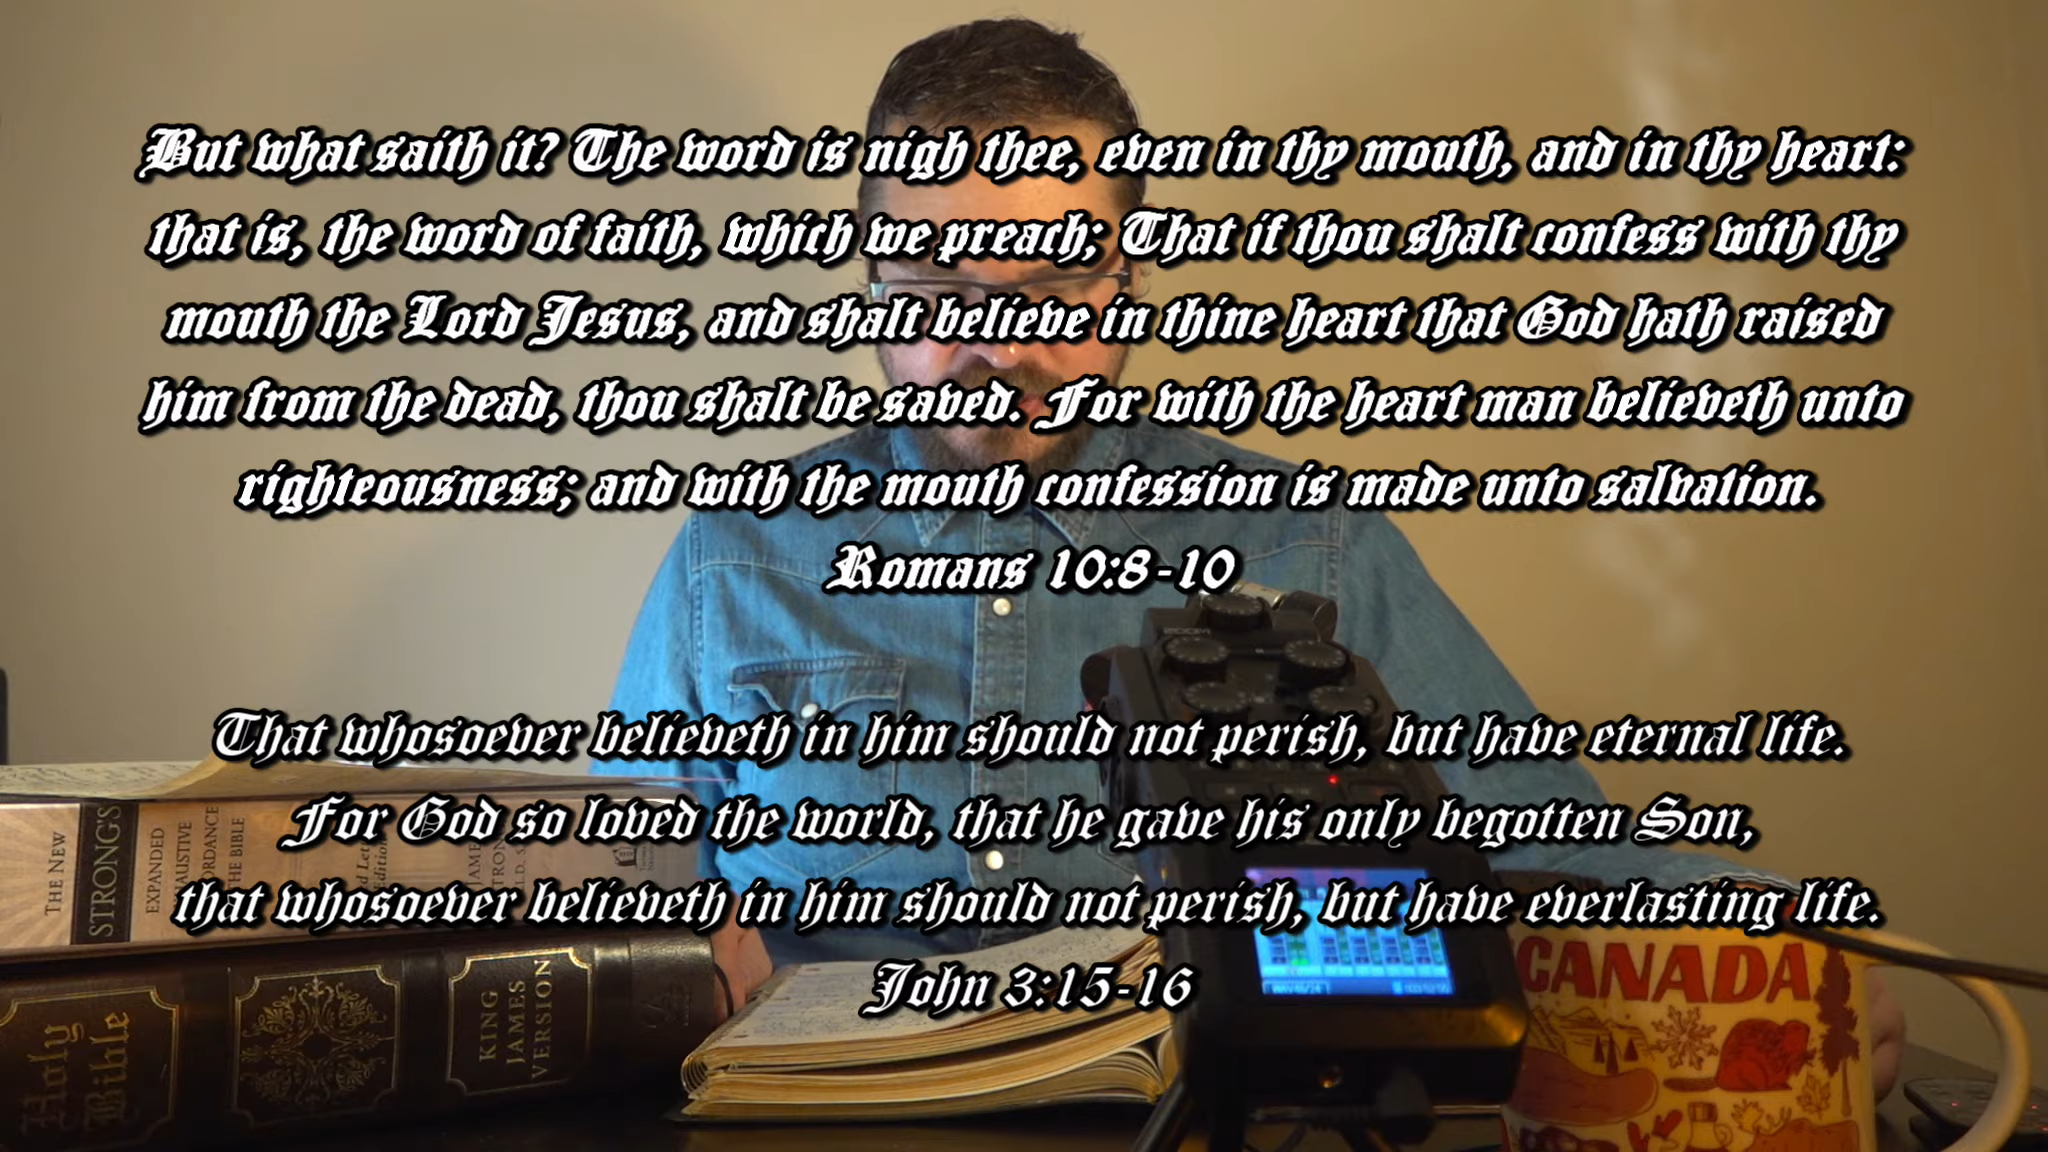 But what saith it? The word is nigh thee, even in thy mouth, and in thy heart:
that is, the word of faith, which we preach; That if thou shalt confess with thy
mouth the Lord Jesus, and shalt believe in thine heart that God hath raised
him from the dead, thou shalt be saved. For with the heart man believeth unto
righteousness; and with the mouth confession is made unto salvation.
Romans 10:8-10
That whosoever believeth in him should not perish, but have eternal life.
For God so loved the world, that he gave his only begotten Son,
that whosoever believeth in him should not perish, but have everlasting life.
John 3:15-16
THE NEW
STRONG'S
EXPANDED
THE BIBLE
Holy
Bible
KING
JAMES
VERSION
zoom
CANADA